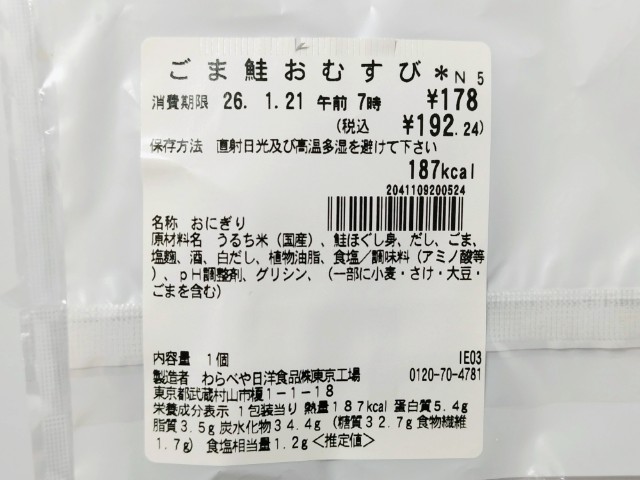 ごま鮭おむすび*N 5
消費期限 26. 1.21 午前 7時 ¥178
(税込 ¥192.24)
保存方法 直射日光及び高温多湿を避けて下さい
187kcal
2041109200524
名称 おにぎり
原材料名 うるち米（国産）、鮭ほぐし身、だし、ごま、
塩麹、酒、白だし、植物油脂、食塩／調味料（アミノ酸等
）、ｐH調整剤、グリシン、（一部に小麦・さけ・大豆・
ごまを含む）
内容量 1個 IE03
製造者 わらべや日洋食品㈱東京工場 0120-70-4781
東京都武蔵村山市榎1－1－18
栄養成分表示 1包装当り 熱量187kcal 蛋白質5.4g
脂質3.5g 炭水化物34.4g （糖質32.7g 食物繊維
1.7g） 食塩相当量1.2g＜推定値＞